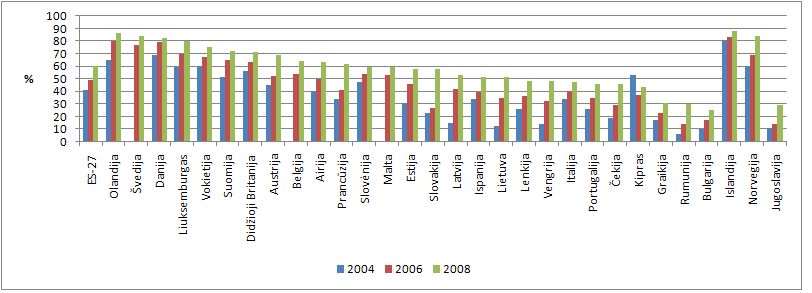 100
90
80
70
60
50
40
30
20
10
0
%
ES-27
Olandija
Švedija
Danija
Liuksemburgas
Vokietija
Suomija
Didžioji Britanija
Austrija
Belgija
Airija
Prancūzija
Slovėnija
Malta
Estija
Slovakija
Latvija
Ispanija
Lietuva
Lenkija
Vengrija
Italija
Portugalija
Čekija
Kipras
Graikija
Rumunija
Bulgarija
Islandija
Norvegija
Jugoslavija
2004 2006 2008